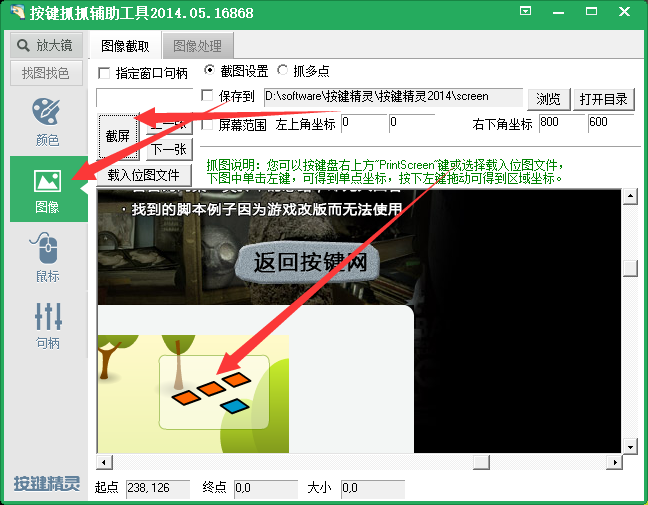 按键抓抓辅助工具2014.05.16868
放大镜
图像截取
图像处理
找图找色
指定窗口句柄
截图设置
抓多点
保存到
D:\software\按键精灵\按键精灵2014\screen
浏览
打开目录
颜色
截屏
上一张
屏幕范围
左上角坐标
0
0
右下角坐标
800
600
下一张
载入位图文件
抓图说明：您可以按键盘右上方"PrintScreen"键或选择载入位图文件，
下图中单击左键，可得到单点坐标，按下左键拖动可得到区域坐标。
图像
·找到的脚本例子因为游戏改版而无法使用
返回按键网
鼠标
句柄
按键精灵
起点
238,126
终点
0,0
大小
0,0